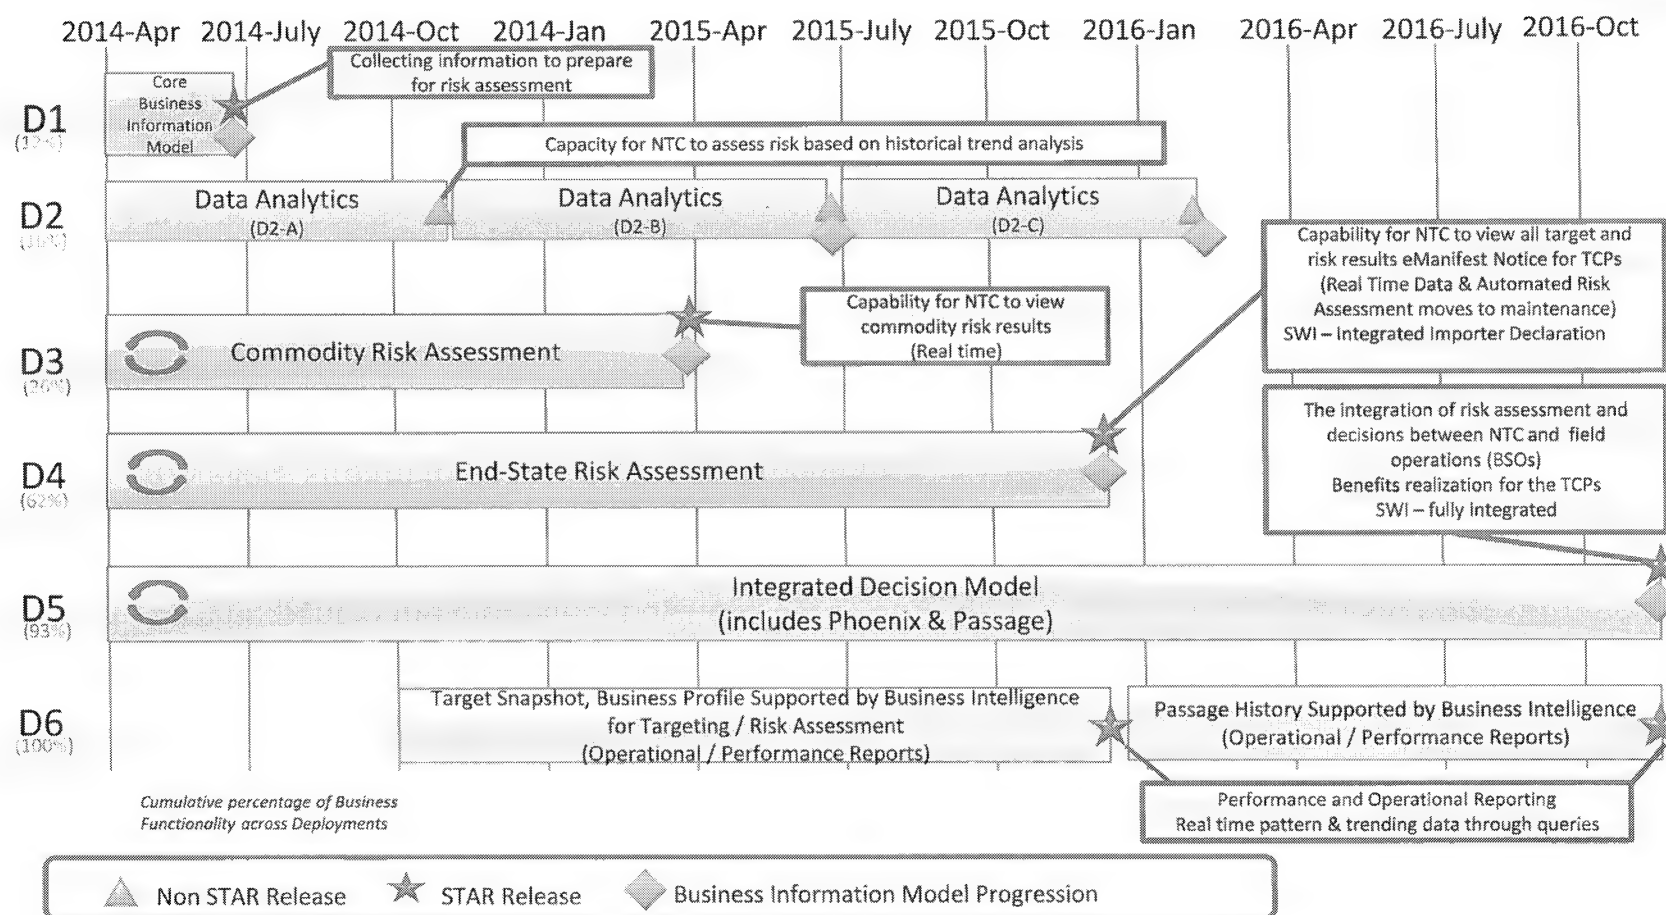 2014-Apr 2014-July 2014-Oct 2014-Jan 2015-Apr 2015-July 2015-Oct 2016-Jan 2016-Apr 2016-July 2016-Oct
Collecting information to prepare
for risk assessment
Core
Business
Information
Model
D1
(12%)
Capacity for NTC to assess risk based on historical trend analysis
D2
Data Analytics
(D2-A)
Data Analytics
(D2-B)
Data Analytics
(D2-C)
Capability for NTC to view all target and
risk results eManifest Notice for TCPs
(Real Time Data & Automated Risk
Assessment moves to maintenance)
SWI – Integrated Importer Declaration
Capability for NTC to view
commodity risk results
(Real time)
D3
Commodity Risk Assessment
The integration of risk assessment and
decisions between NTC and field
operations (BSOs)
Benefits realization for the TCPs
SWI – fully integrated
D4
(62%)
End-State Risk Assessment
D5
(93%)
Integrated Decision Model
(includes Phoenix & Passage)
D6
(100%)
Target Snapshot, Business Profile Supported by Business Intelligence
for Targeting / Risk Assessment
(Operational / Performance Reports)
Passage History Supported by Business Intelligence
(Operational / Performance Reports)
Cumulative percentage of Business
Functionality across Deployments
Performance and Operational Reporting
Real time pattern & trending data through queries
Non STAR Release STAR Release Business Information Model Progression